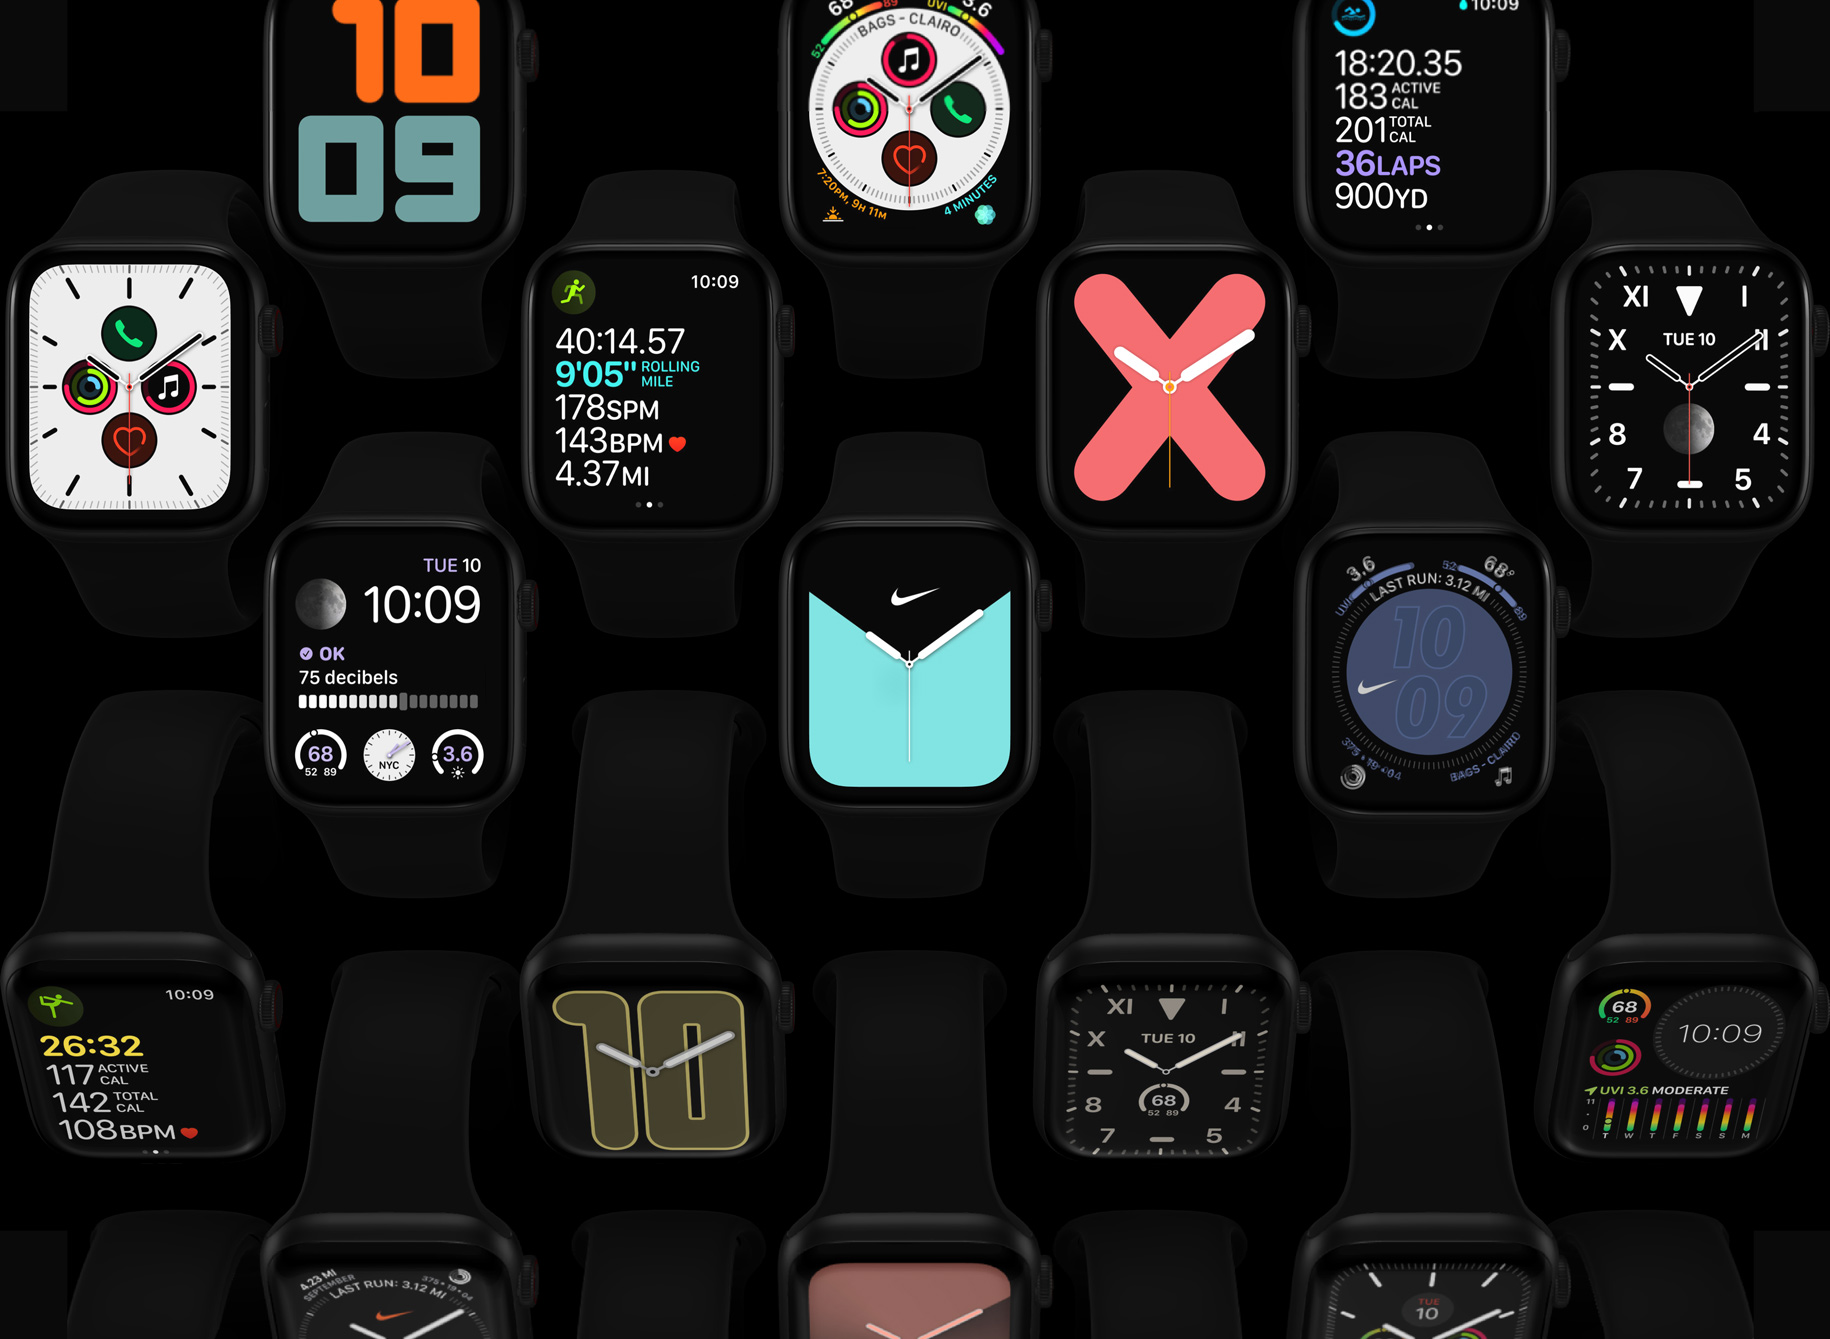 10
09
68
52
89
UVI
3.6
BAGS - CLAIRO
7:20PM, 9H 11M
4 MINUTES
10:09
18:20.35
183 ACTIVE CAL
201 TOTAL CAL
36LAPS
900YD
10:09
40:14.57
9'05" ROLLING MILE
178SPM
143BPM
4.37MI
XI
I
X
TUE 10
II
8
4
7
5
TUE 10
10:09
OK
75 decibels
68
52 89
NYC
3.6
3.6
UVI
52
68°
89
LAST RUN: 3.12 MI
10
09
375•19•04
BAGS - CLAIRO
10:09
26:32
117 ACTIVE CAL
142 TOTAL CAL
108BPM
10
XI
I
X
TUE 10
II
68
52 89
8
4
7
5
68
52 89
10:09
UVI 3.6 MODERATE
11
0
T W T F S S M
4.23 MI
SEPTEMBER
LAST RUN: 3.12 MI
375•19•04
TUE
10